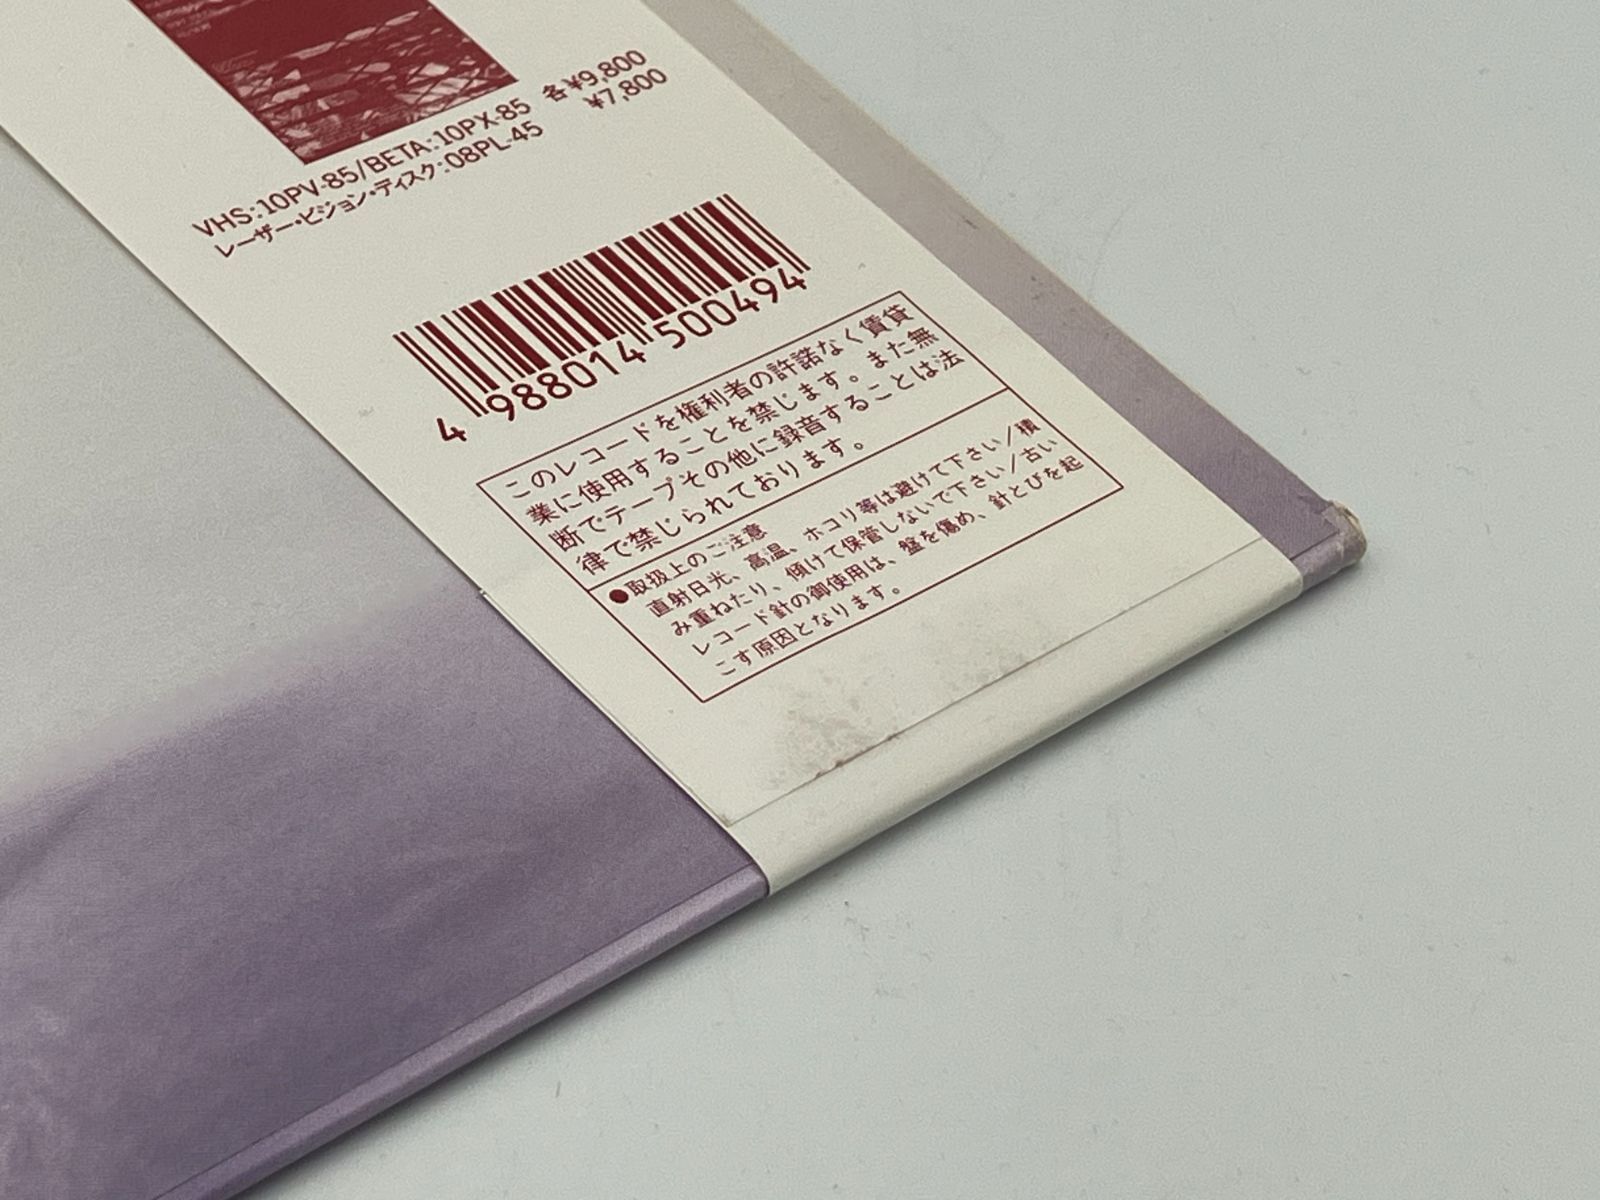 VHS:10PV-85/BETA:10PX-85 各¥9,800
レーザー・ビジョン・ディスク:08PL-45 ¥7,800
4 988014 500494
このレコードを権利者の許諾なく賃貸
業に使用することを禁じます。また無
断でテープその他に録音することは法
律で禁じられております。
●取扱上のご注意
直射日光、高温、ホコリ等は避けて下さい/積
み重ねたり、傾けて保管しないで下さい/古い
レコード針の御使用は、盤を傷め、針とびを起
こす原因となります。